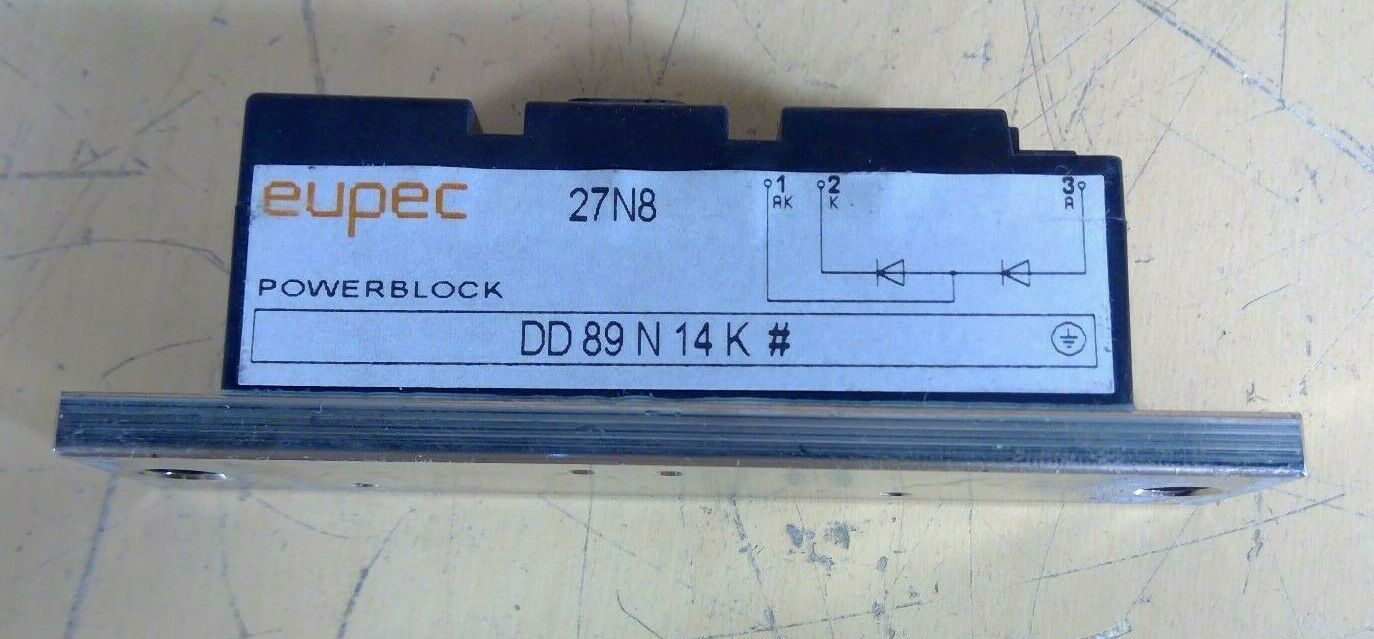 eupec 27N8
1 2 3
AK K A
POWERBLOCK
DD 89 N 14 K #